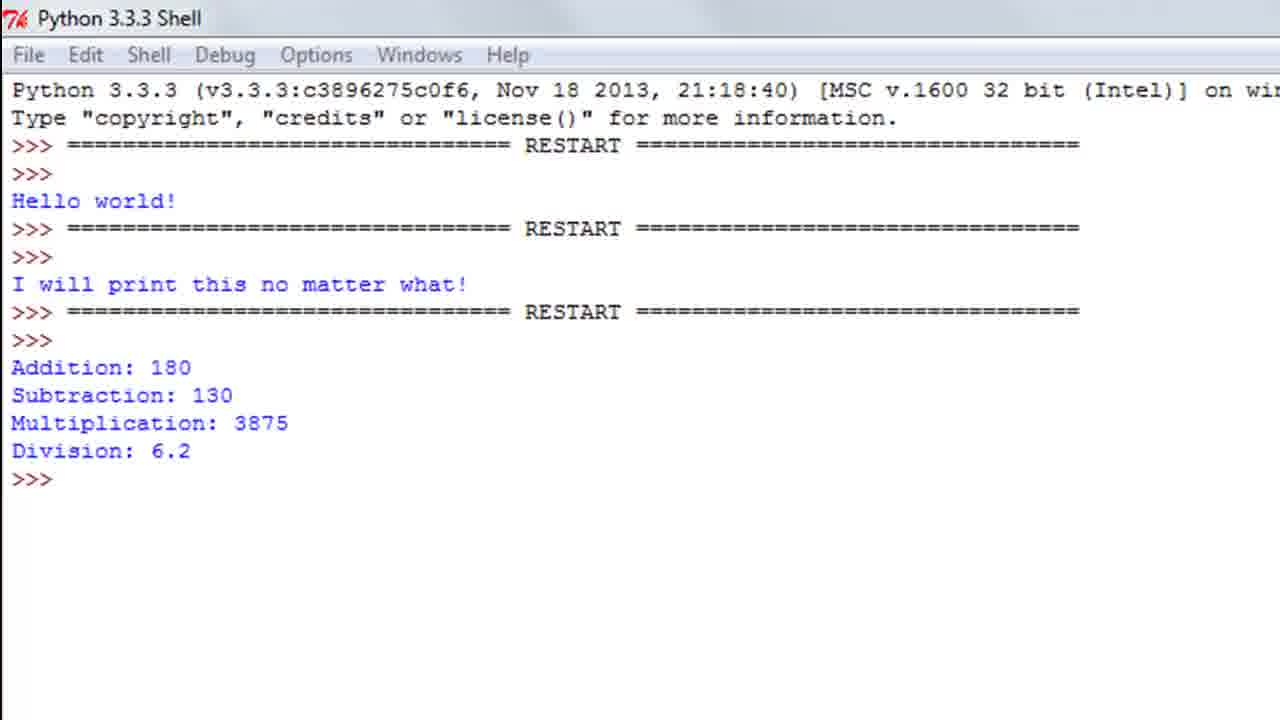 Python 3.3.3 Shell
File Edit Shell Debug Options Windows Help
Python 3.3.3 (v3.3.3:c3896275c0f6, Nov 18 2013, 21:18:40) [MSC v.1600 32 bit (Intel)] on
Type "copyright", "credits" or "license()" for more information.
>>> ================================ RESTART ================================
>>>
Hello world!
>>> ================================ RESTART ================================
>>>
I will print this no matter what!
>>> ================================ RESTART ================================
>>>
Addition: 180
Subtraction: 130
Multiplication: 3875
Division: 6.2
>>>